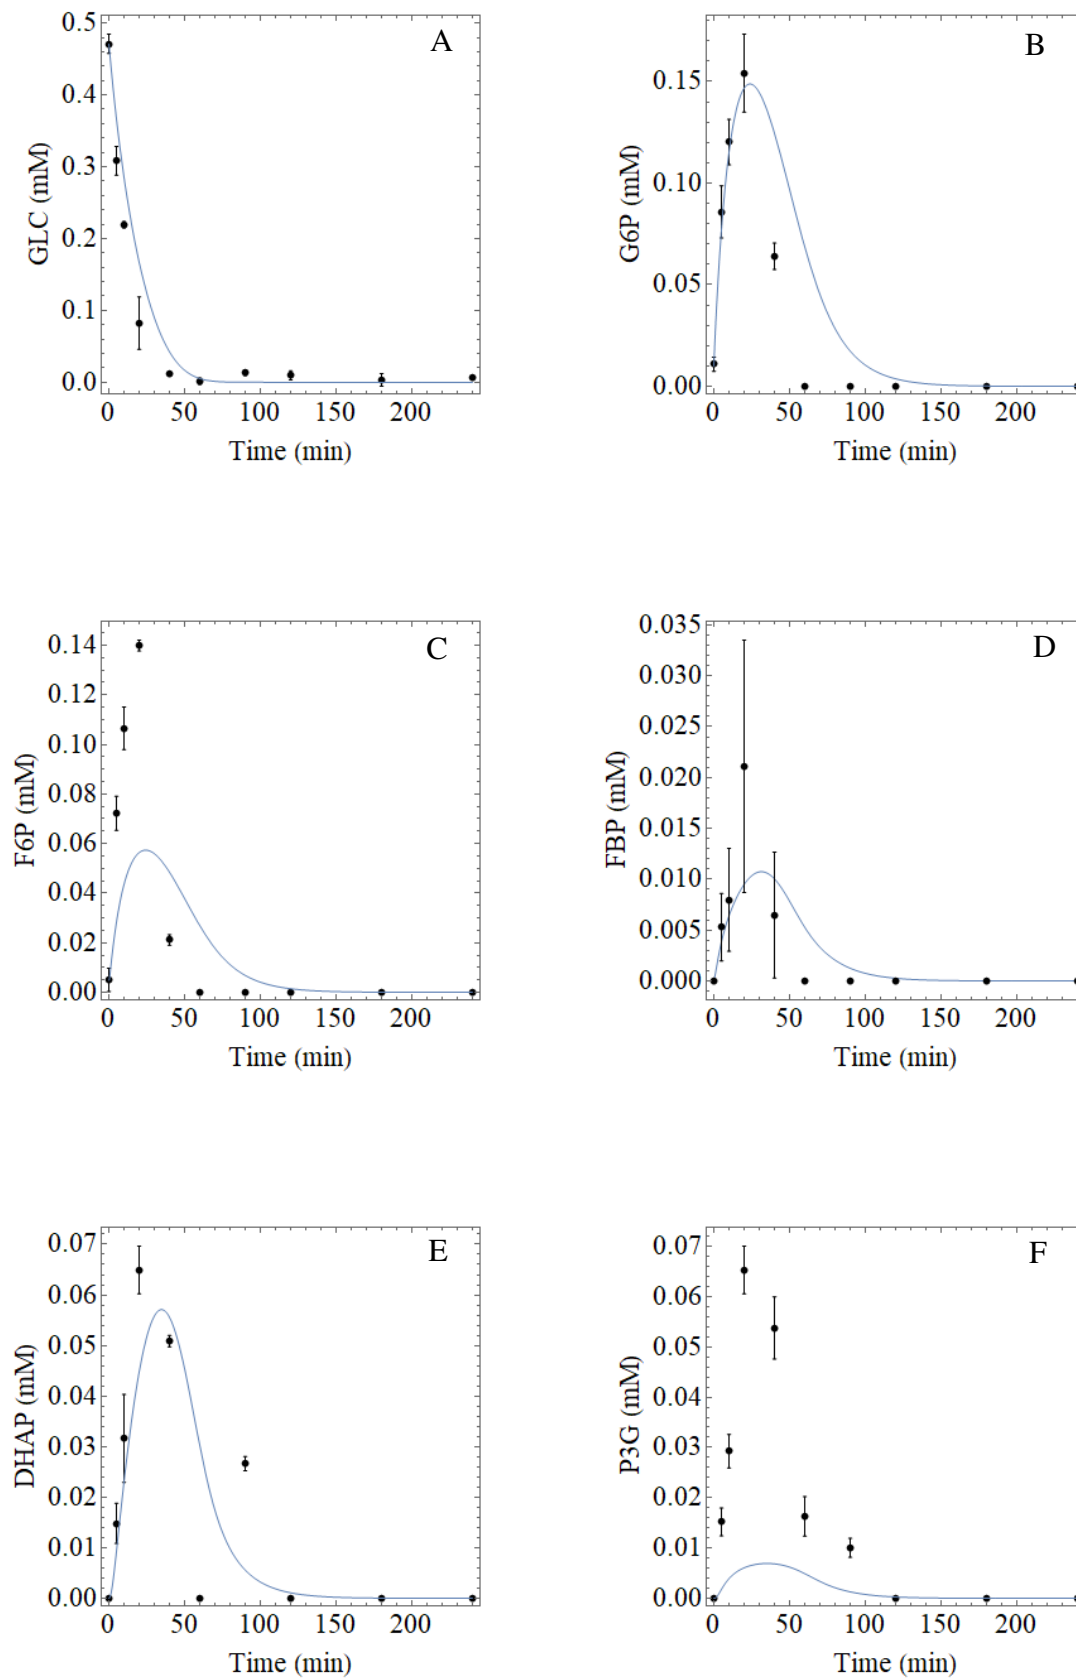 A
GLC (mM)
0.5
0.4
0.3
0.2
0.1
0.0
0 50 100 150 200
Time (min)
B
G6P (mM)
0.15
0.10
0.05
0.00
0 50 100 150 200
Time (min)
C
F6P (mM)
0.14
0.12
0.10
0.08
0.06
0.04
0.02
0.00
0 50 100 150 200
Time (min)
D
FBP (mM)
0.035
0.030
0.025
0.020
0.015
0.010
0.005
0.000
0 50 100 150 200
Time (min)
E
DHAP (mM)
0.07
0.06
0.05
0.04
0.03
0.02
0.01
0.00
0 50 100 150 200
Time (min)
F
P3G (mM)
0.07
0.06
0.05
0.04
0.03
0.02
0.01
0.00
0 50 100 150 200
Time (min)